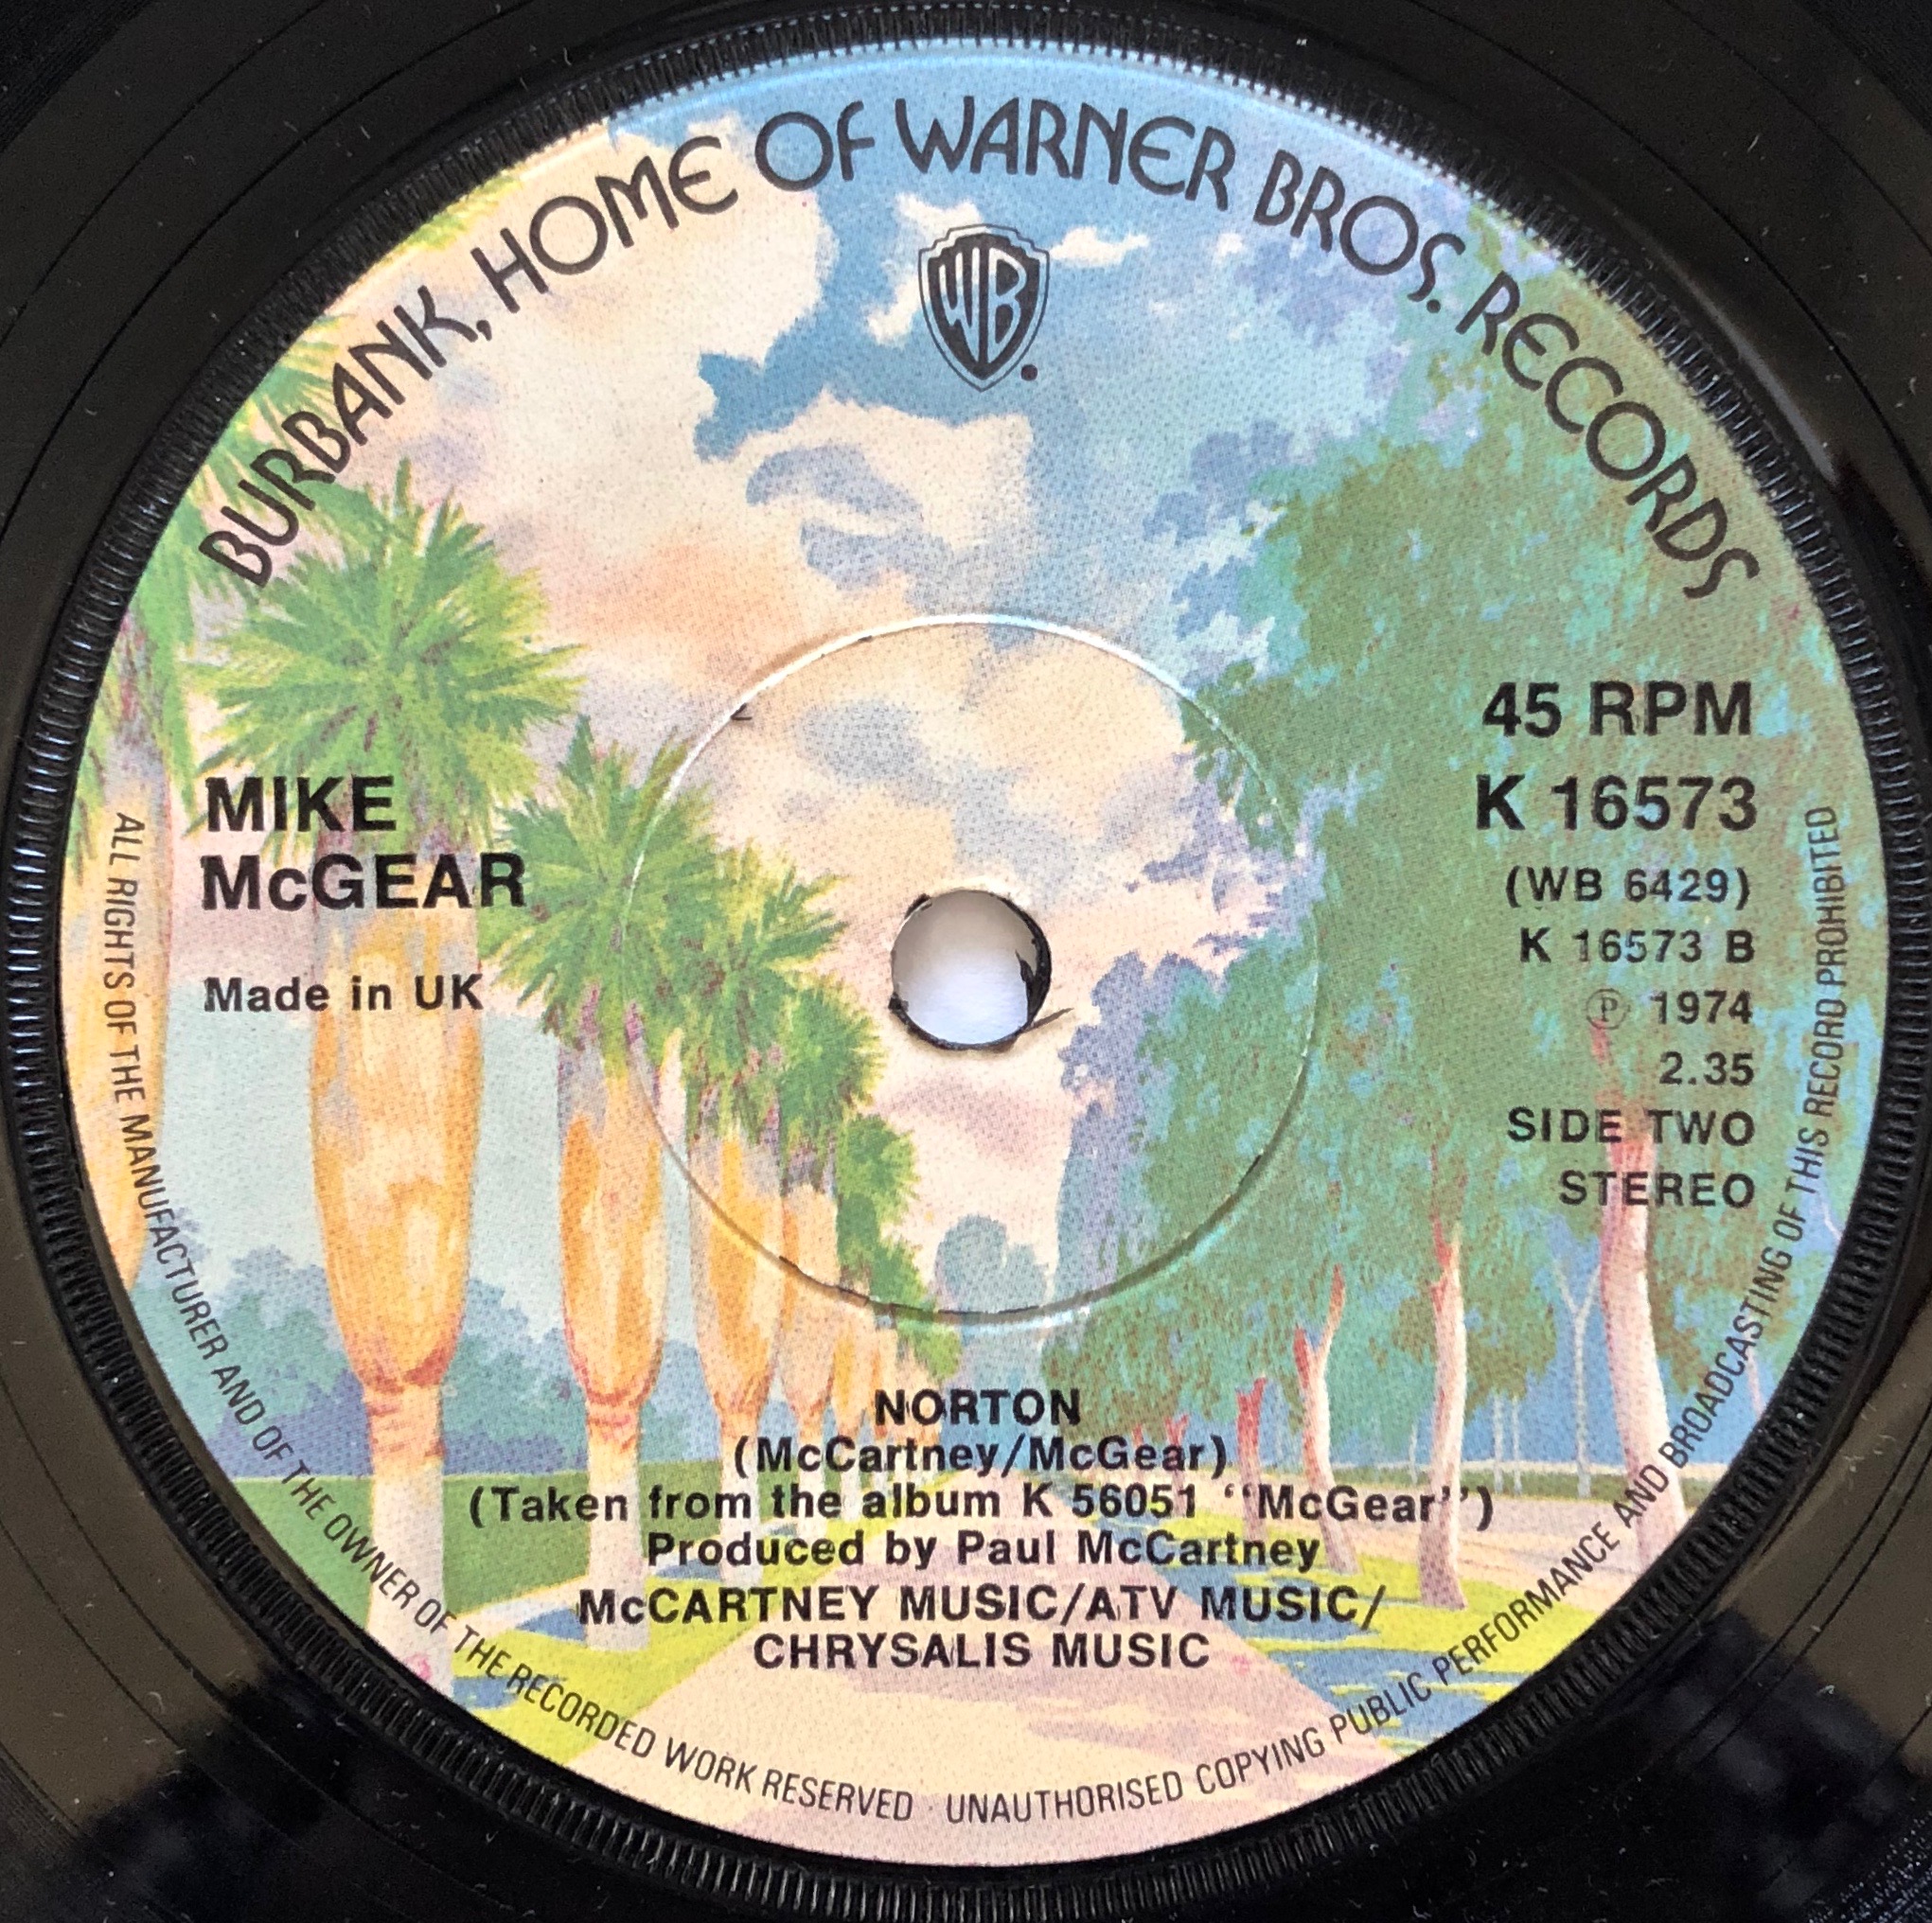 BURBANK, HOME OF WARNER BROS. RECORDS
WB
MIKE
McGEAR
Made in UK
45 RPM
K 16573
(WB 6429)
K 16573 B
Ⓟ 1974
2.35
SIDE TWO
STEREO
NORTON
(McCartney/McGear)
(Taken from the album K 56051 ‘‘McGear’’)
Produced by Paul McCartney
McCARTNEY MUSIC/ATV MUSIC/
CHRYSALIS MUSIC
ALL RIGHTS OF THE MANUFACTURER AND OF THE OWNER OF THE RECORDED WORK RESERVED · UNAUTHORISED COPYING PUBLIC PERFORMANCE AND BROADCASTING OF THIS RECORD PROHIBITED